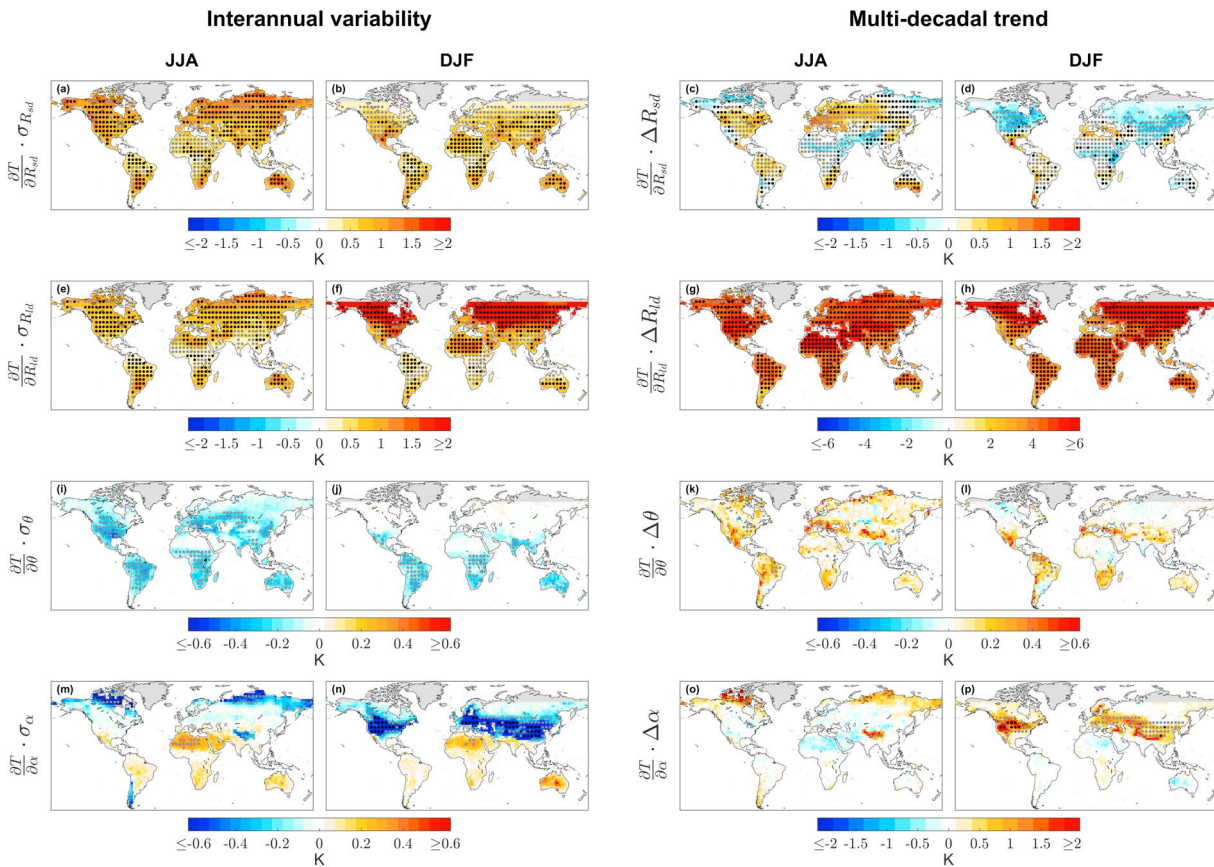 Interannual variability Multi-decadal trend
JJA DJF JJA DJF
∂T/∂R_sd · σ_R_sd (a) (b) ∂T/∂R_sd · ΔR_sd (c) (d)
≤-2 -1.5 -1 -0.5 0 0.5 1 1.5 ≥2 ≤-2 -1.5 -1 -0.5 0 0.5 1 1.5 ≥2
K K
∂T/∂R_ld · σ_R_ld (e) (f) ∂T/∂R_ld · ΔR_ld (g) (h)
≤-2 -1.5 -1 -0.5 0 0.5 1 1.5 ≥2 ≤-6 -4 -2 0 2 4 ≥6
K K
∂T/∂θ · σ_θ (i) (j) ∂T/∂θ · Δθ (k) (l)
≤-0.6 -0.4 -0.2 0 0.2 0.4 ≥0.6 ≤-0.6 -0.4 -0.2 0 0.2 0.4 ≥0.6
K K
∂T/∂α · σ_α (m) (n) ∂T/∂α · Δα (o) (p)
≤-0.6 -0.4 -0.2 0 0.2 0.4 ≥0.6 ≤-2 -1.5 -1 -0.5 0 0.5 1 1.5 ≥2
K K